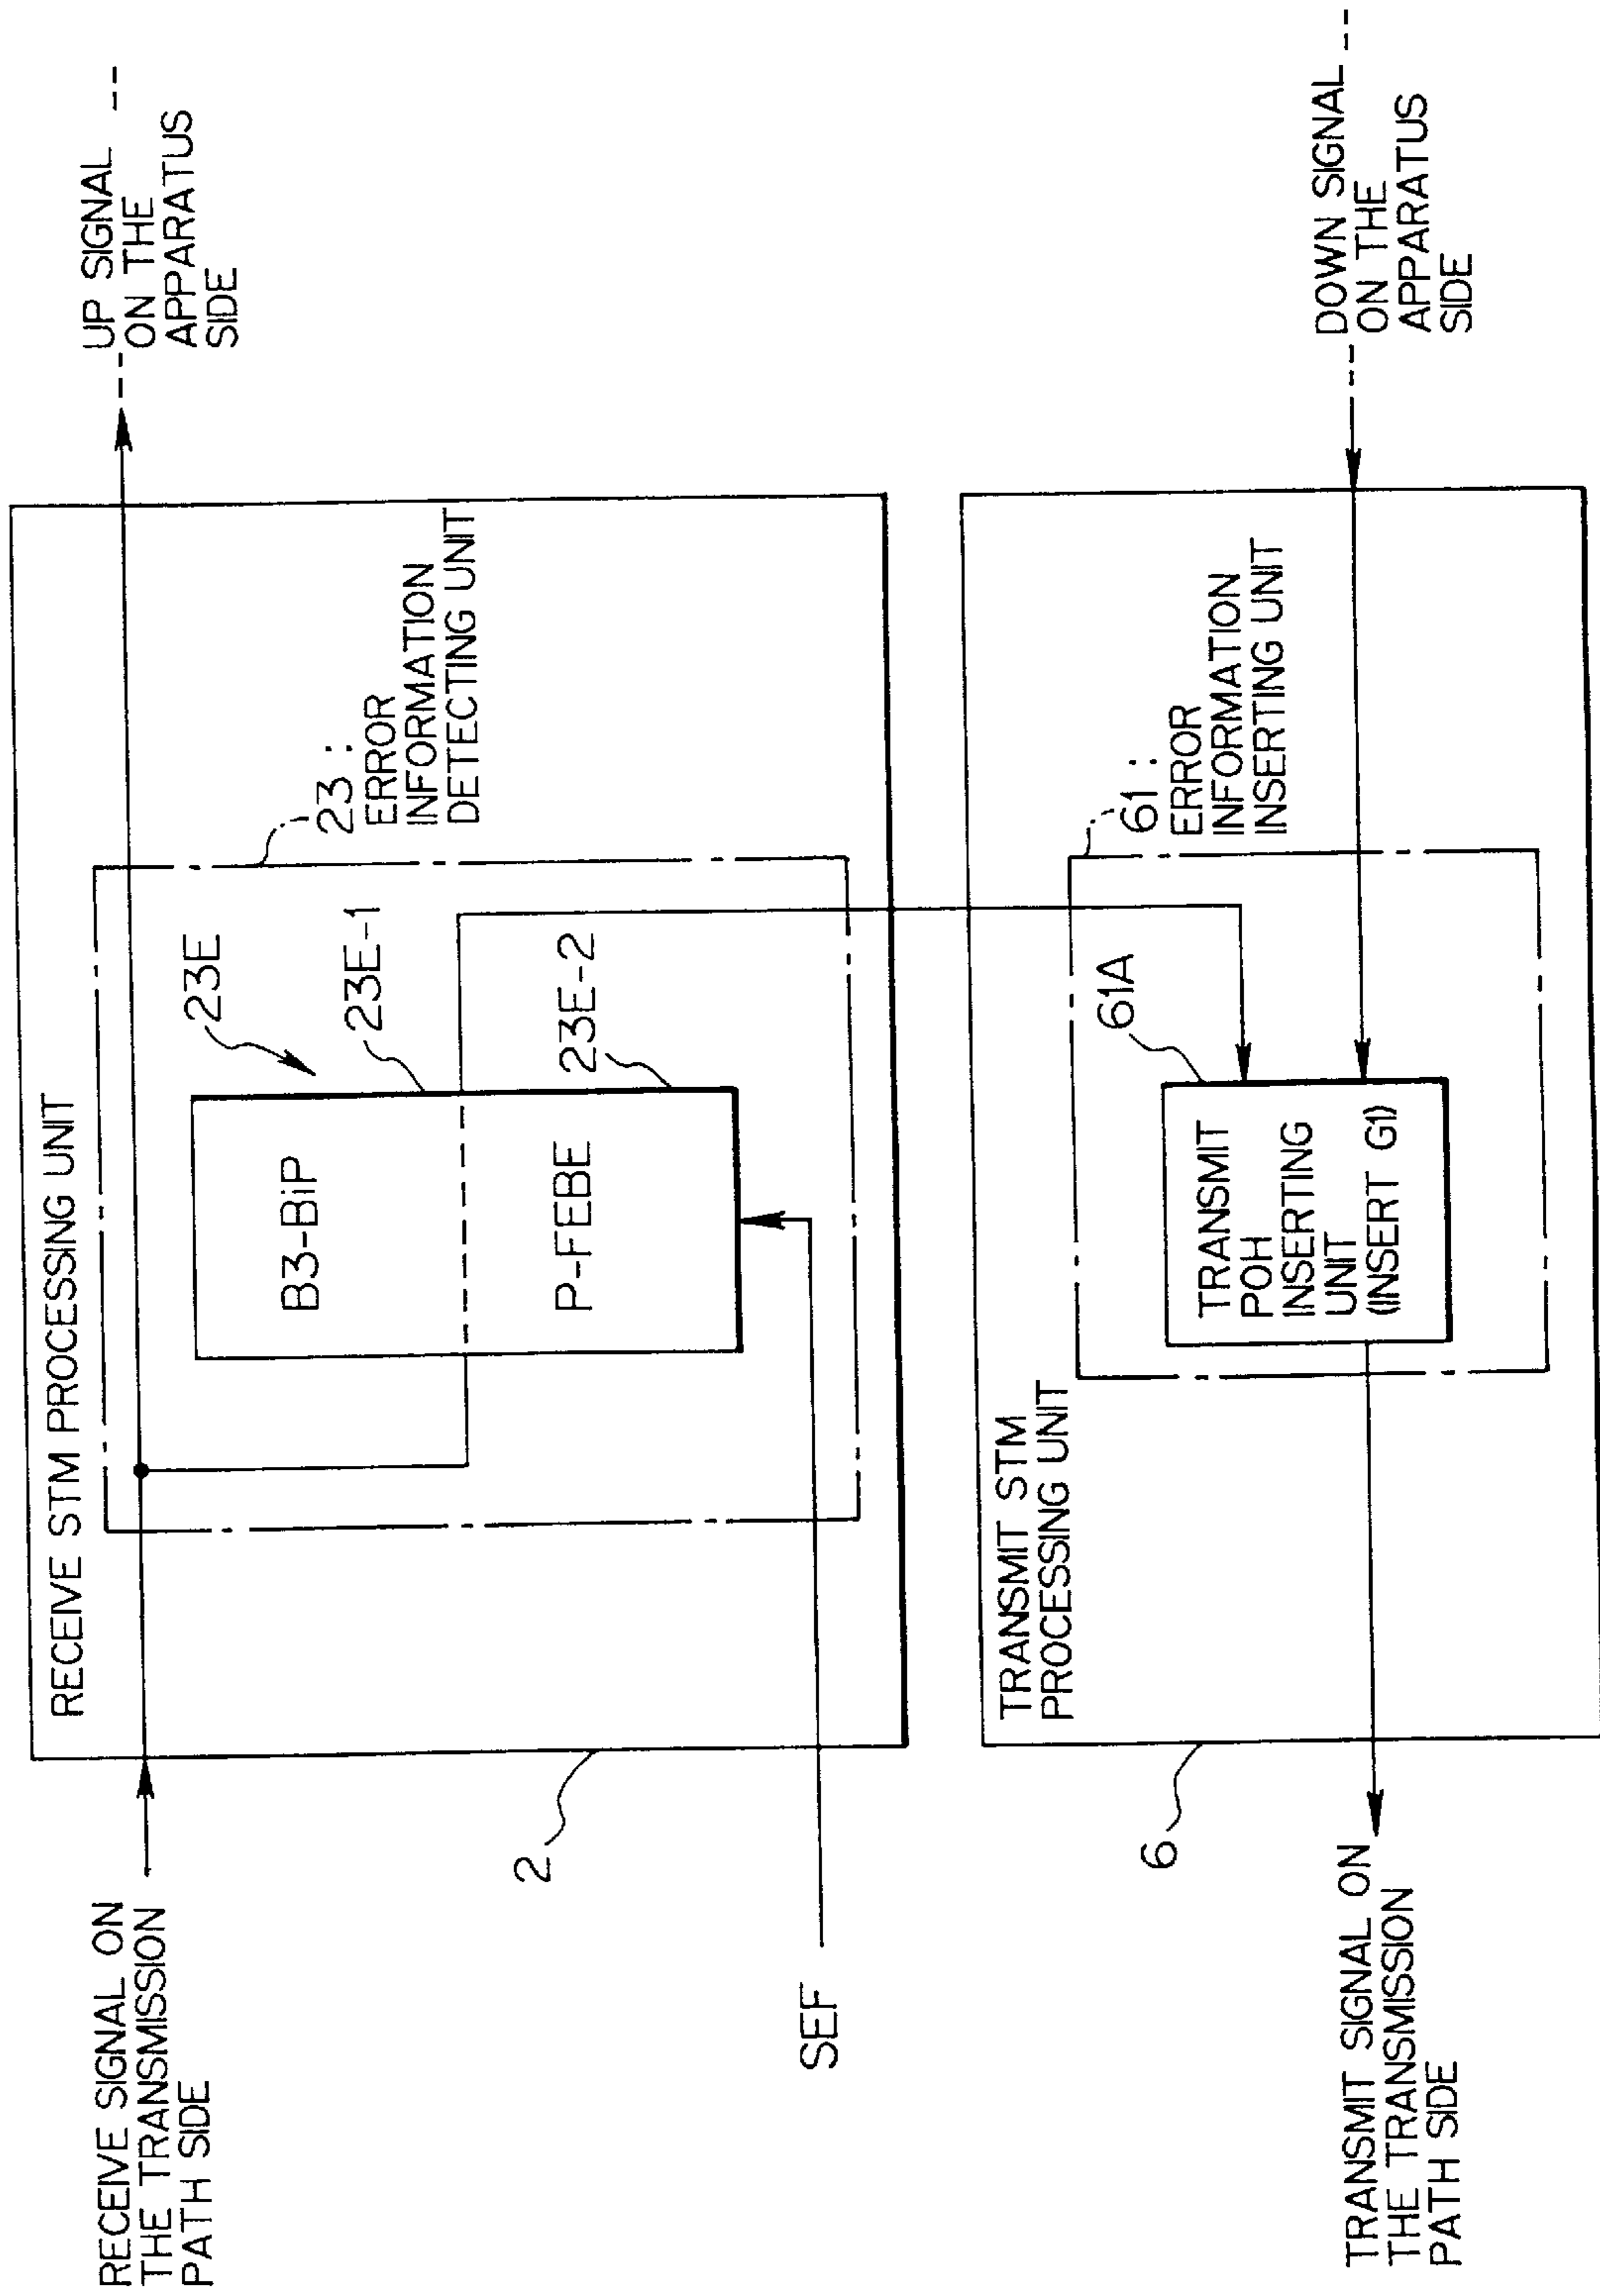 RECEIVE SIGNAL ON
THE TRANSMISSION
PATH SIDE
RECEIVE STM PROCESSING UNIT
UP SIGNAL
ON THE
APPARATUS
SIDE
23E
B3-BiP
23E-1
P-FEBE
23E-2
23 :
ERROR
INFORMATION
DETECTING UNIT
2
SEF
TRANSMIT STM
PROCESSING UNIT
61 :
ERROR
INFORMATION
INSERTING UNIT
61A
TRANSMIT
POH
INSERTING
UNIT
(INSERT G1)
6
DOWN SIGNAL
ON THE
APPARATUS
SIDE
TRANSMIT SIGNAL ON
THE TRANSMISSION
PATH SIDE